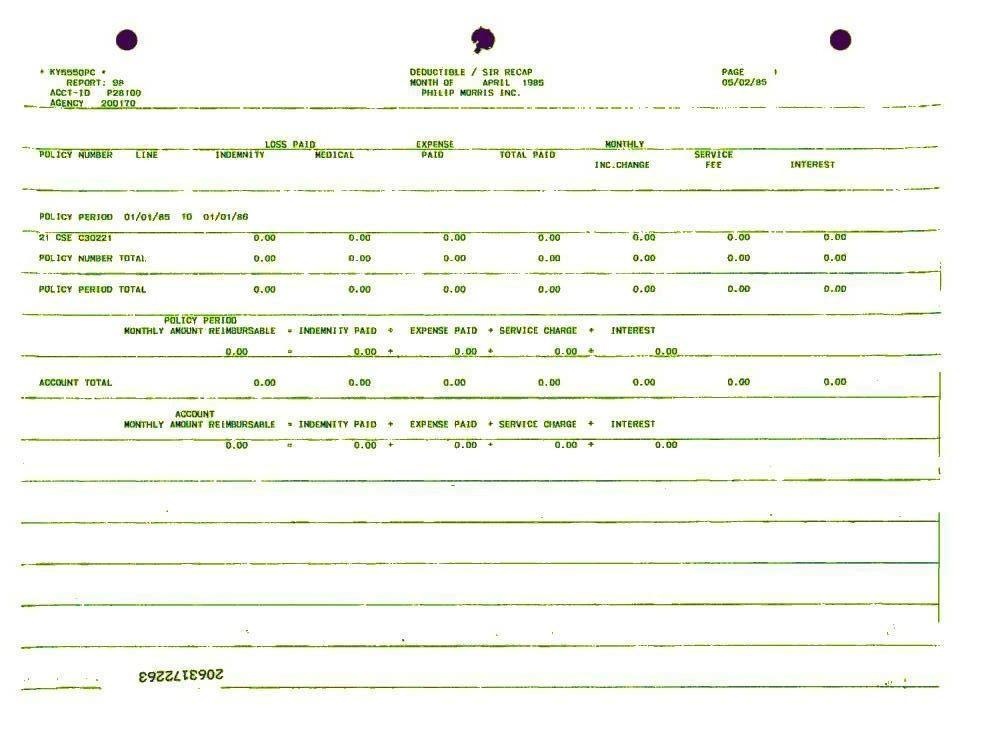 * KY5550PC * DEDUCTIBLE / SIR RECAP PAGE 1
REPORT: 98 MONTH OF APRIL 1985 05/02/85
ACCT-ID P28100 PHILIP MORRIS INC.
AGENCY 200170
LOSS PAID EXPENSE MONTHLY
POLICY NUMBER LINE INDEMNITY MEDICAL PAID TOTAL PAID SERVICE
INC.CHANGE FEE INTEREST
POLICY PERIOD 01/01/85 TO 01/01/86
21 CSE C30221 0.00 0.00 0.00 0.00 0.00 0.00 0.00
POLICY NUMBER TOTAL 0.00 0.00 0.00 0.00 0.00 0.00 0.00
POLICY PERIOD TOTAL 0.00 0.00 0.00 0.00 0.00 0.00 0.00
POLICY PERIOD
MONTHLY AMOUNT REIMBURSABLE = INDEMNITY PAID + EXPENSE PAID + SERVICE CHARGE + INTEREST
0.00 = 0.00 + 0.00 + 0.00 + 0.00
ACCOUNT TOTAL 0.00 0.00 0.00 0.00 0.00 0.00 0.00
ACCOUNT
MONTHLY AMOUNT REIMBURSABLE = INDEMNITY PAID + EXPENSE PAID + SERVICE CHARGE + INTEREST
0.00 = 0.00 + 0.00 + 0.00 + 0.00
2063172263